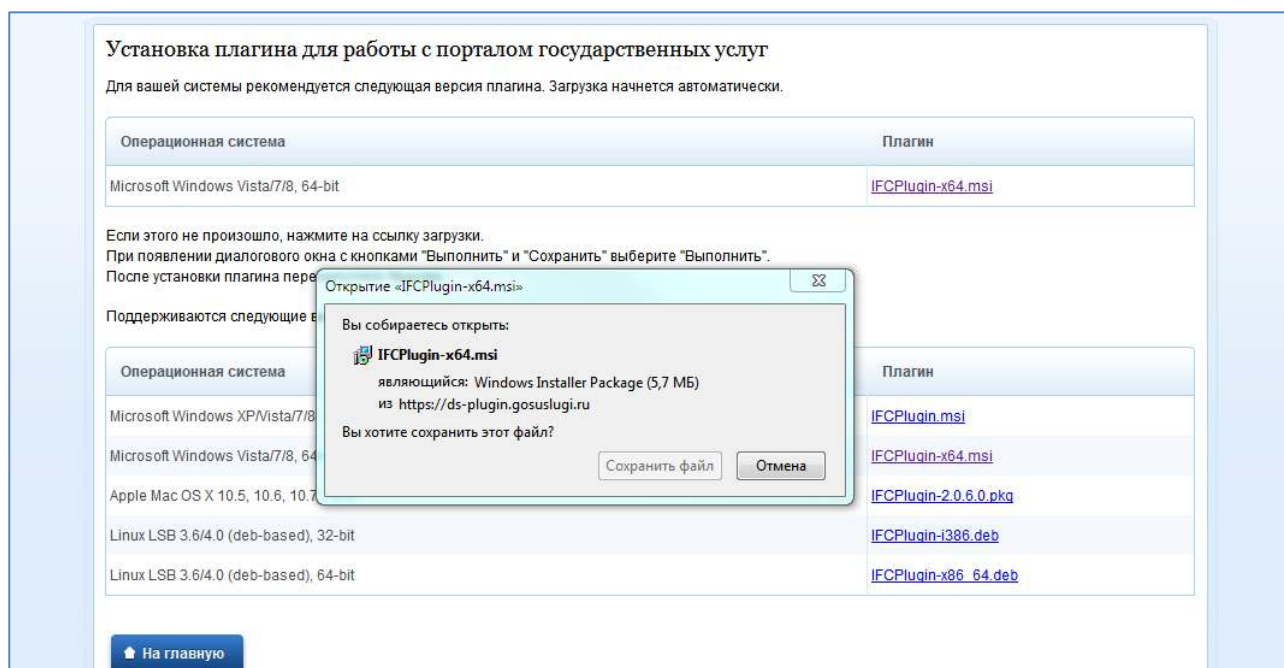 Установка плагина для работы с порталом государственных услуг
Для вашей системы рекомендуется следующая версия плагина. Загрузка начнется автоматически.
Операционная система Плагин
Microsoft Windows Vista/7/8, 64-bit IFCPlugin-x64.msi
Если этого не произошло, нажмите на ссылку загрузки.
При появлении диалогового окна с кнопками "Выполнить" и "Сохранить" выберите "Выполнить".
После установки плагина
Поддерживаются следующие
Открытие «IFCPlugin-x64.msi»
Вы собираетесь открыть:
IFCPlugin-x64.msi
являющийся: Windows Installer Package (5,7 МБ)
из https://ds-plugin.gosuslugi.ru
Вы хотите сохранить этот файл?
Сохранить файл Отмена
Операционная система Плагин
Microsoft Windows XP/Vista/7/8 IFCPlugin.msi
Microsoft Windows Vista/7/8, 64 IFCPlugin-x64.msi
Apple Mac OS X 10.5, 10.6, 10.7 IFCPlugin-2.0.6.0.pkg
Linux LSB 3.6/4.0 (deb-based), 32-bit IFCPlugin-i386.deb
Linux LSB 3.6/4.0 (deb-based), 64-bit IFCPlugin-x86_64.deb
На главную